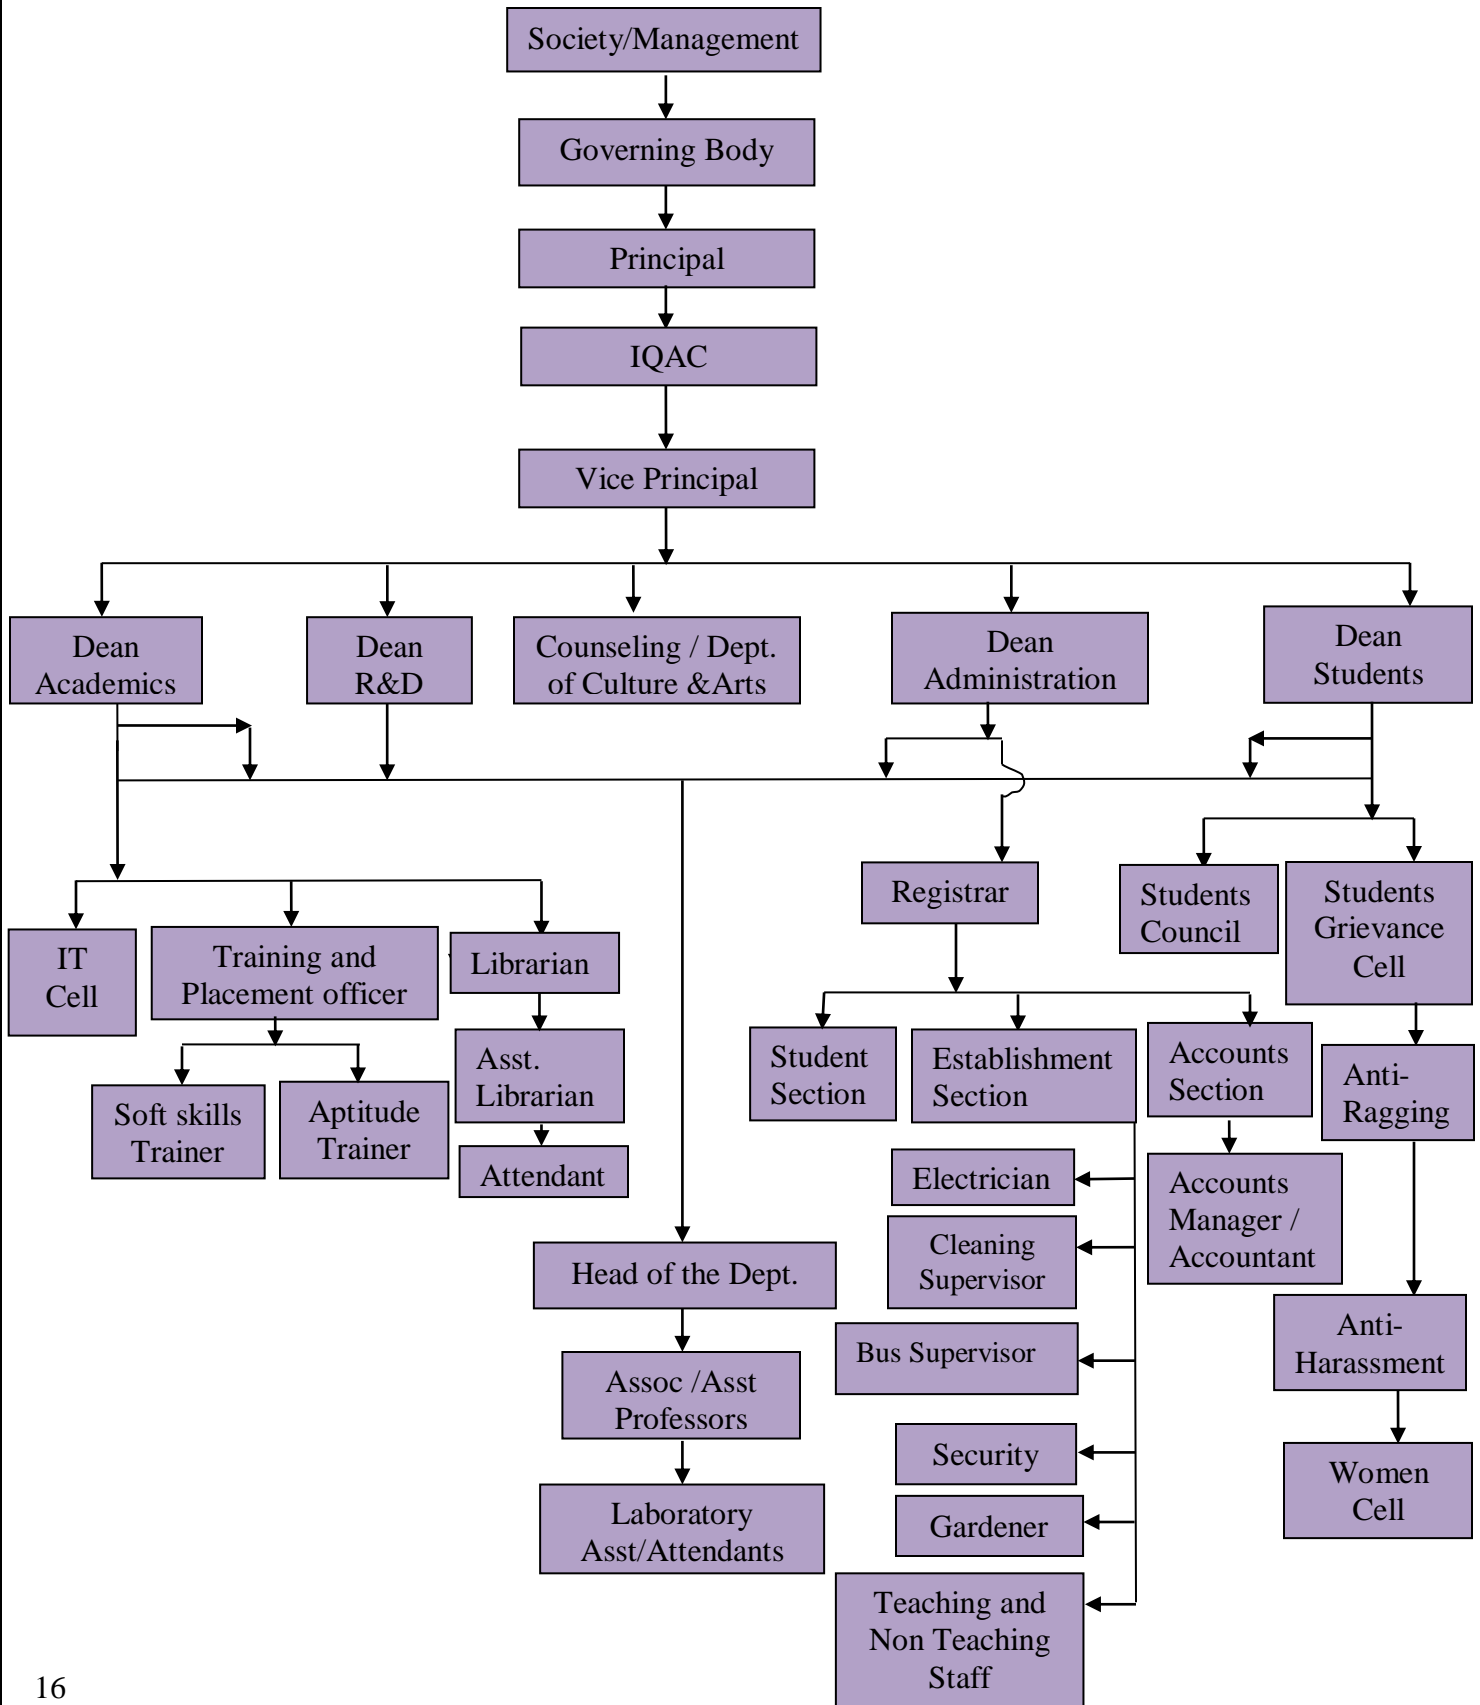 Society/Management
Governing Body
Principal
IQAC
Vice Principal
Dean
Academics
Dean
R&D
Counseling / Dept.
of Culture &Arts
Dean
Administration
Dean
Students
Registrar
Students
Council
Students
Grievance
Cell
IT
Cell
Training and
Placement officer
Librarian
Student
Section
Establishment
Section
Accounts
Section
Anti-
Ragging
Asst.
Librarian
Soft skills
Trainer
Aptitude
Trainer
Attendant
Electrician
Accounts
Manager /
Accountant
Cleaning
Supervisor
Head of the Dept.
Bus Supervisor
Anti-
Harassment
Assoc /Asst
Professors
Security
Women
Cell
Laboratory
Asst/Attendants
Gardener
Teaching and
Non Teaching
Staff
16